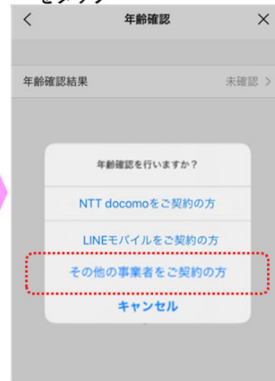 年齢確認
年齢確認結果 未確認
年齢確認を行いますか？
NTT docomoをご契約の方
LINEモバイルをご契約の方
その他の事業者をご契約の方
キャンセル